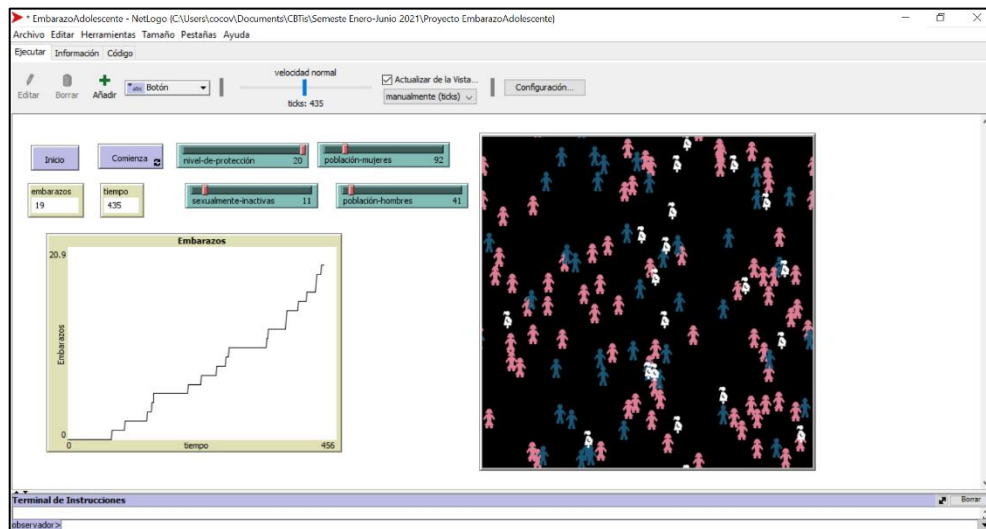 * EmbarazoAdolescente - NetLogo {C:\Users\cocov\Documents\CBTis\Semeste Enero-Junio 2021\Proyecto EmbarazoAdolescente}
Archivo Editar Herramientas Tamaño Pestañas Ayuda
Ejecutar Información Código
Editar Borrar Añadir abc Botón
velocidad normal
ticks: 435
Actualizar de la Vista...
manualmente (ticks)
Configuración...
Inicio
Comienza
nivel-de-protección 20
población-mujeres 92
embarazos
19
tiempo
435
sexualmente-inactivas 11
población-hombres 41
Embarazos
20.9
Embarazos
0
0
tiempo
456
Terminal de Instrucciones
Borrar
observador>